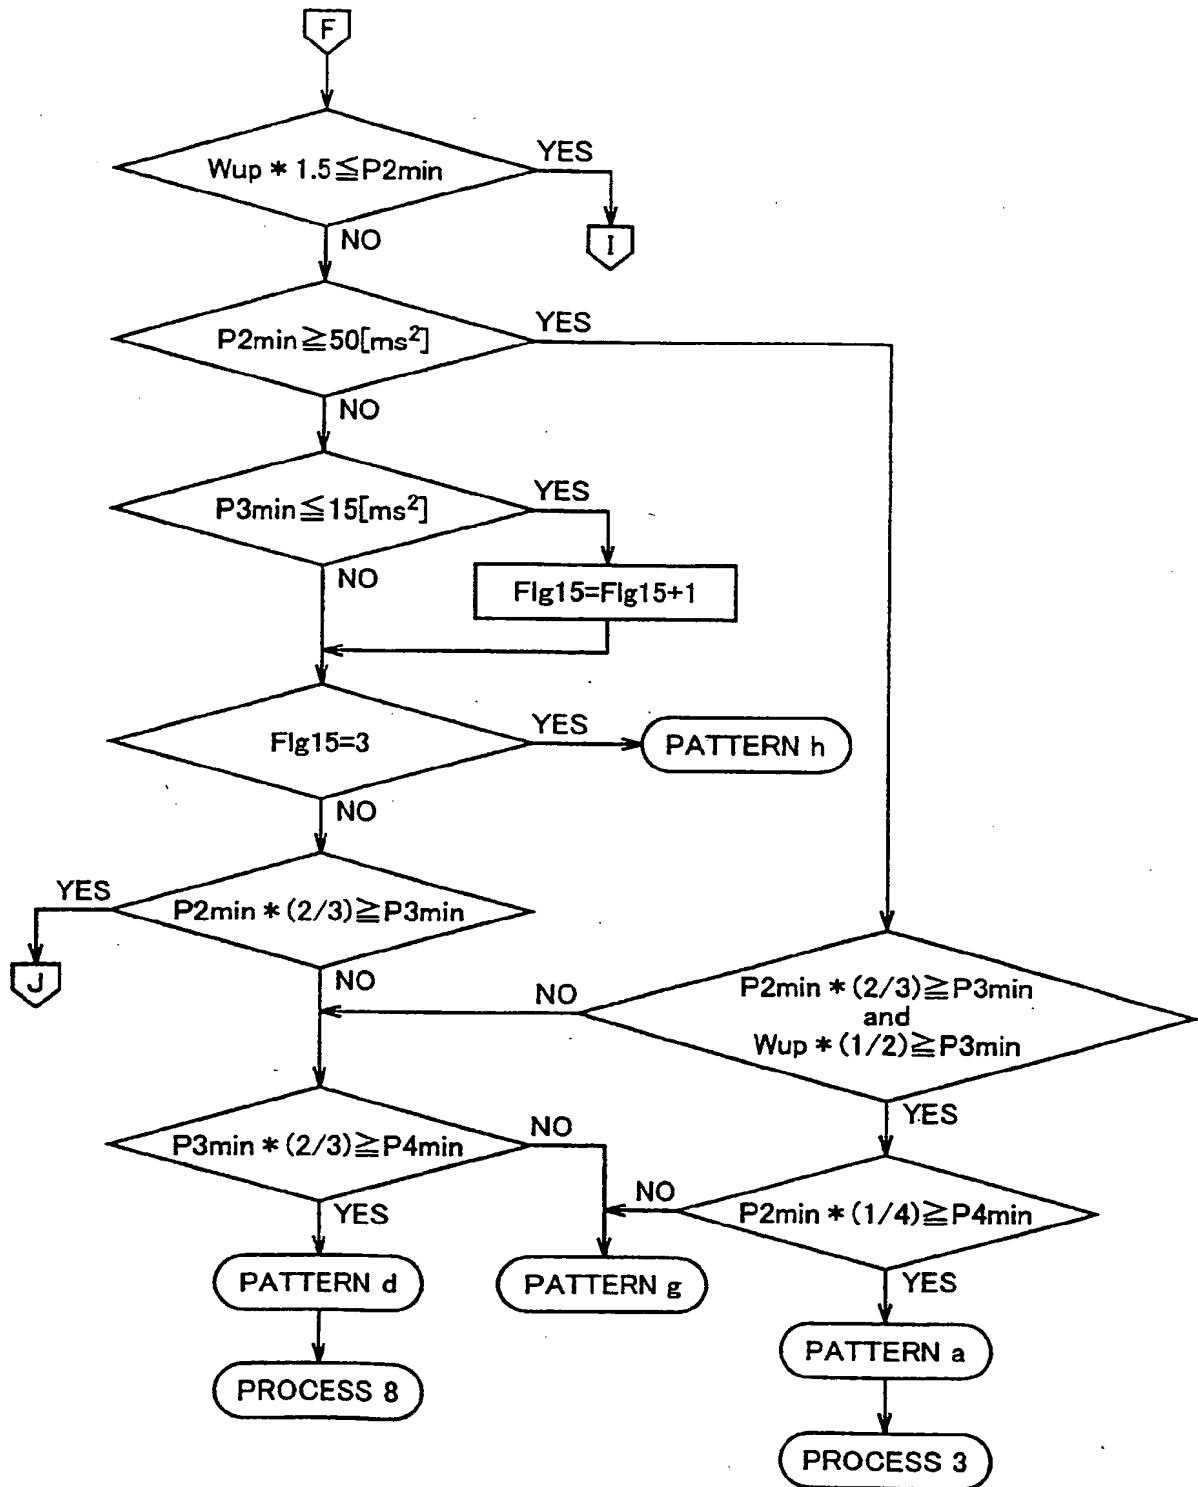 F
Wup * 1.5≦P2min
YES
I
NO
P2min≧50[ms²]
YES
NO
P3min≦15[ms²]
YES
NO
Flg15=Flg15+1
Flg15=3
YES
PATTERN h
NO
YES
P2min * (2/3)≧P3min
J
NO
NO
P2min * (2/3)≧P3min
and
Wup * (1/2)≧P3min
YES
P3min * (2/3)≧P4min
NO
YES
NO
P2min * (1/4)≧P4min
YES
PATTERN d
PATTERN g
PATTERN a
PROCESS 8
PROCESS 3